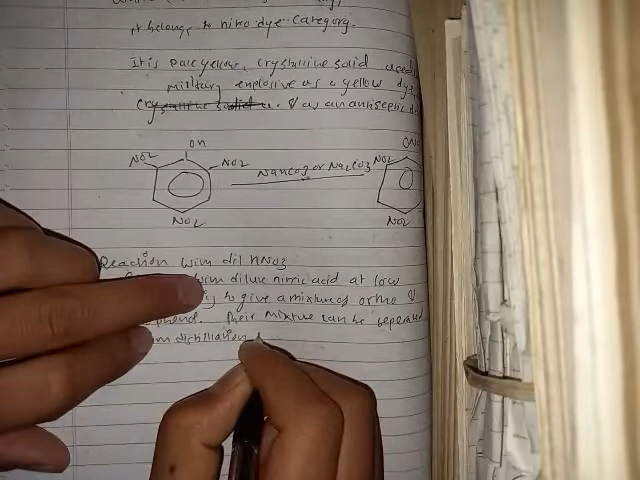 it belongs to nitro dye category.
It is pale yellow, crystalline solid used
military explosive as a yellow dye,
crystalline solid u. & as an antiseptic
OH
NO2
NO2
NaHCO3 or Na2CO3
NO2
ON
NO2
NO2
Reaction with dil HNO3
with dilute nitric acid at low
to give a mixture of ortho &
phenol. Their mixture can be seperated
distillation